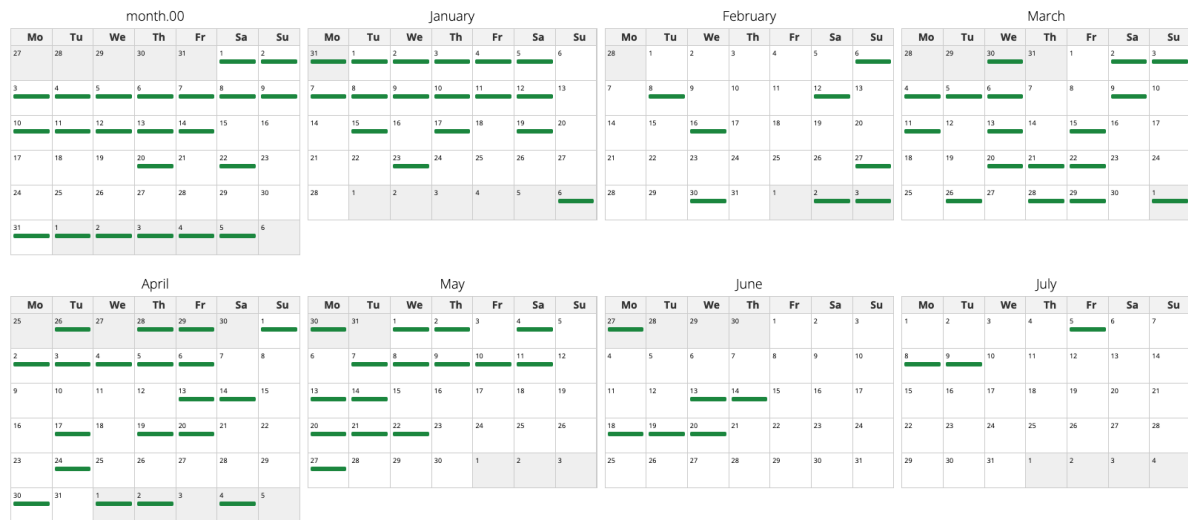 month.00 January February March
Mo Tu We Th Fr Sa Su Mo Tu We Th Fr Sa Su Mo Tu We Th Fr Sa Su Mo Tu We Th Fr Sa Su
27 28 29 30 31 1 2 31 1 2 3 4 5 6 28 1 2 3 4 5 6 28 29 30 31 1 2 3
3 4 5 6 7 8 9 7 8 9 10 11 12 13 7 8 9 10 11 12 13 4 5 6 7 8 9 10
10 11 12 13 14 15 16 14 15 16 17 18 19 20 14 15 16 17 18 19 20 11 12 13 14 15 16 17
17 18 19 20 21 22 23 21 22 23 24 25 26 27 21 22 23 24 25 26 27 18 19 20 21 22 23 24
24 25 26 27 28 29 30 28 1 2 3 4 5 6 28 29 30 31 1 2 3 25 26 27 28 29 30 1
31 1 2 3 4 5 6
April May June July
Mo Tu We Th Fr Sa Su Mo Tu We Th Fr Sa Su Mo Tu We Th Fr Sa Su Mo Tu We Th Fr Sa Su
25 26 27 28 29 30 1 30 31 1 2 3 4 5 27 28 29 30 1 2 3 1 2 3 4 5 6 7
2 3 4 5 6 7 8 6 7 8 9 10 11 12 4 5 6 7 8 9 10 8 9 10 11 12 13 14
9 10 11 12 13 14 15 13 14 15 16 17 18 19 11 12 13 14 15 16 17 15 16 17 18 19 20 21
16 17 18 19 20 21 22 20 21 22 23 24 25 26 18 19 20 21 22 23 24 22 23 24 25 26 27 28
23 24 25 26 27 28 29 27 28 29 30 1 2 3 25 26 27 28 29 30 31 29 30 31 1 2 3 4
30 31 1 2 3 4 5